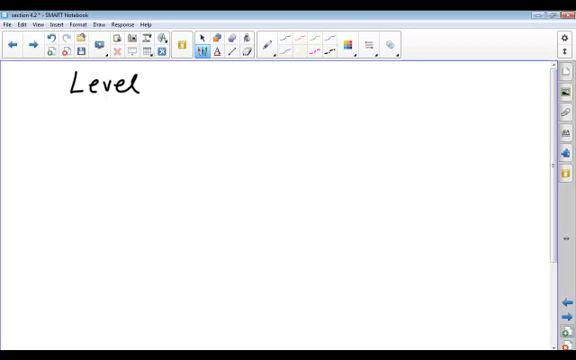 section 4.2 * - SMART Notebook
File Edit View Insert Format Draw Response Help
Level